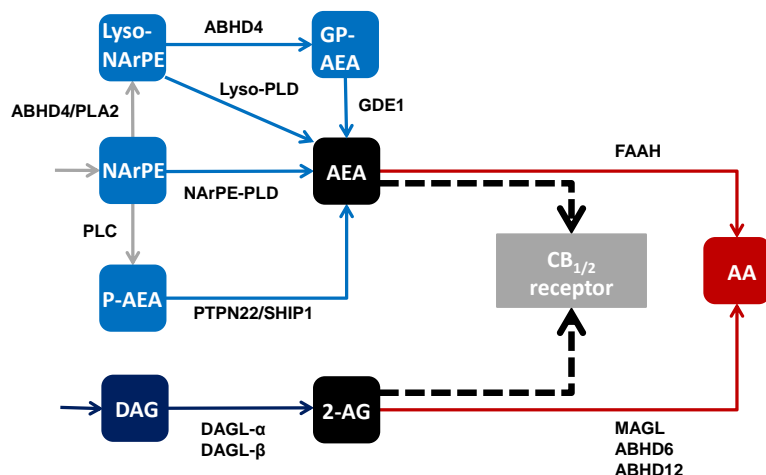 Lyso-
NArPE
ABHD4
GP-
AEA
Lyso-PLD
GDE1
ABHD4/PLA2
NArPE
AEA
FAAH
NArPE-PLD
PLC
CB1/2
receptor
AA
P-AEA
PTPN22/SHIP1
DAG
2-AG
DAGL-α
DAGL-β
MAGL
ABHD6
ABHD12